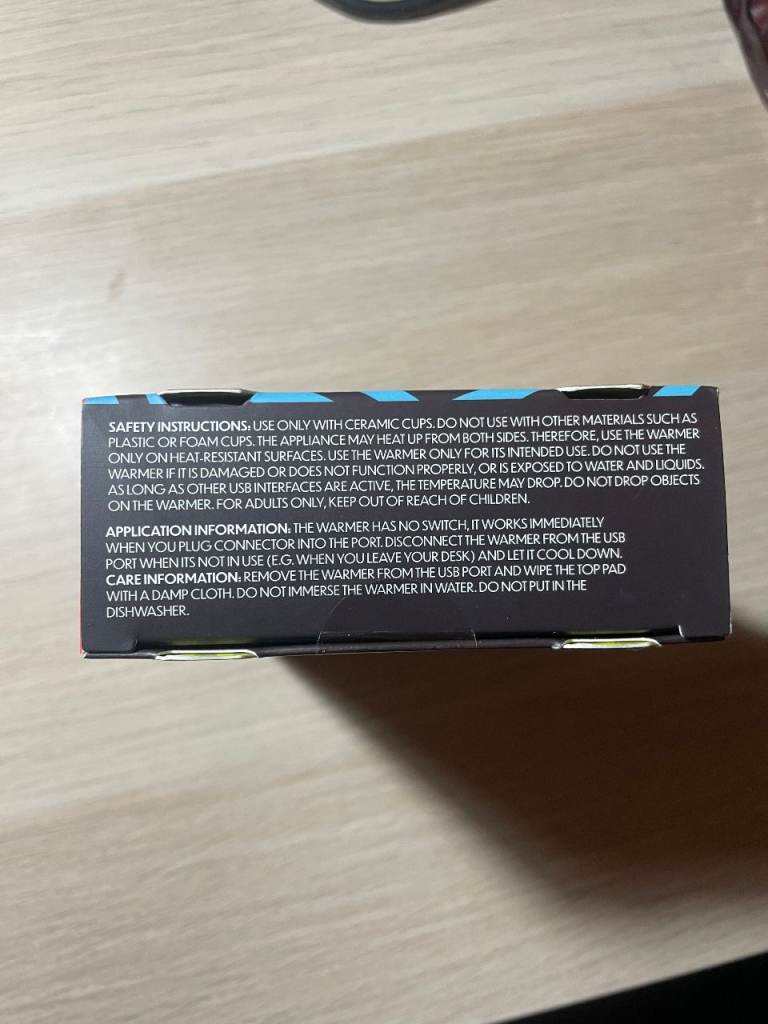 SAFETY INSTRUCTIONS: USE ONLY WITH CERAMIC CUPS. DO NOT USE WITH OTHER MATERIALS SUCH AS
PLASTIC OR FOAM CUPS. THE APPLIANCE MAY HEAT UP FROM BOTH SIDES. THEREFORE, USE THE WARMER
ONLY ON HEAT-RESISTANT SURFACES. USE THE WARMER ONLY FOR ITS INTENDED USE. DO NOT USE THE
WARMER IF IT IS DAMAGED OR DOES NOT FUNCTION PROPERLY, OR IS EXPOSED TO WATER AND LIQUIDS.
AS LONG AS OTHER USB INTERFACES ARE ACTIVE, THE TEMPERATURE MAY DROP. DO NOT DROP OBJECTS
ON THE WARMER. FOR ADULTS ONLY, KEEP OUT OF REACH OF CHILDREN.
APPLICATION INFORMATION: THE WARMER HAS NO SWITCH, IT WORKS IMMEDIATELY
WHEN YOU PLUG CONNECTOR INTO THE PORT. DISCONNECT THE WARMER FROM THE USB
PORT WHEN ITS NOT IN USE (E.G. WHEN YOU LEAVE YOUR DESK) AND LET IT COOL DOWN.
CARE INFORMATION: REMOVE THE WARMER FROM THE USB PORT AND WIPE THE TOP PAD
WITH A DAMP CLOTH. DO NOT IMMERSE THE WARMER IN WATER. DO NOT PUT IN THE
DISHWASHER.